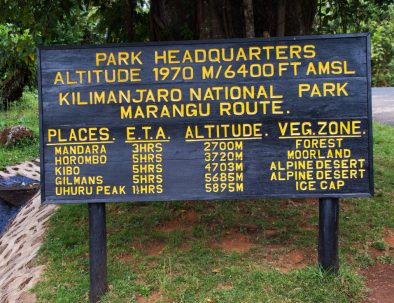 PARK HEADQUARTERS
ALTITUDE 1970 M/6400 FT AMSL
KILIMANJARO NATIONAL PARK
MARANGU ROUTE.
PLACES. E.T.A. ALTITUDE. VEG. ZONE.
MANDARA 3HRS 2700M FOREST
HOROMBO 5HRS 3720M MOORLAND
KIBO 5HRS 4703M ALPINE DESERT
GILMANS 5HRS 5685M ALPINE DESERT
UHURU PEAK 1½HRS 5895M ICE CAP